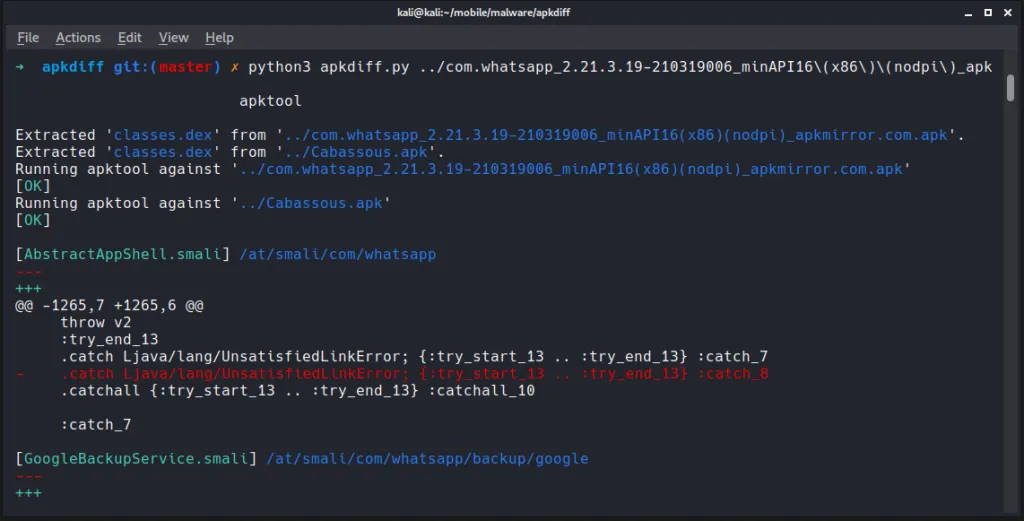 kali@kali:~/mobile/malware/apkdiff
File Actions Edit View Help
→ apkdiff git:(master) ✗ python3 apkdiff.py ../com.whatsapp_2.21.3.19-210319006_minAPI16\(x86\)\(nodpi\)_apk
apktool
Extracted 'classes.dex' from '../com.whatsapp_2.21.3.19-210319006_minAPI16(x86)(nodpi)_apkmirror.com.apk'.
Extracted 'classes.dex' from '../Cabassous.apk'.
Running apktool against '../com.whatsapp_2.21.3.19-210319006_minAPI16(x86)(nodpi)_apkmirror.com.apk'
[OK]
Running apktool against '../Cabassous.apk'
[OK]
[AbstractAppShell.smali] /at/smali/com/whatsapp
---
+++
@@ -1265,7 +1265,6 @@
throw v2
:try_end_13
.catch Ljava/lang/UnsatisfiedLinkError; {:try_start_13 .. :try_end_13} :catch_7
- .catch Ljava/lang/UnsatisfiedLinkError; {:try_start_13 .. :try_end_13} :catch_8
.catchall {:try_start_13 .. :try_end_13} :catchall_10
:catch_7
[GoogleBackupService.smali] /at/smali/com/whatsapp/backup/google
---
+++